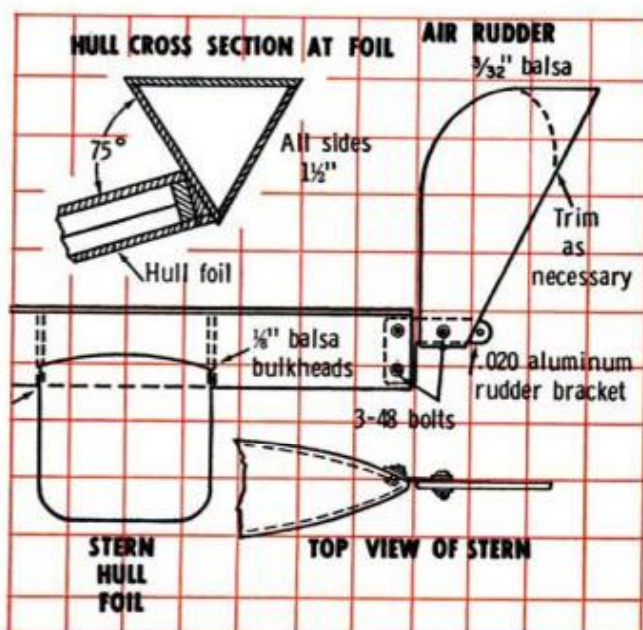 HULL CROSS SECTION AT FOIL
AIR RUDDER
3/32" balsa
75°
All sides
1½"
Hull foil
Trim
as
necessary
⅛" balsa
bulkheads
.020 aluminum
rudder bracket
3-48 bolts
STERN
HULL
FOIL
TOP VIEW OF STERN